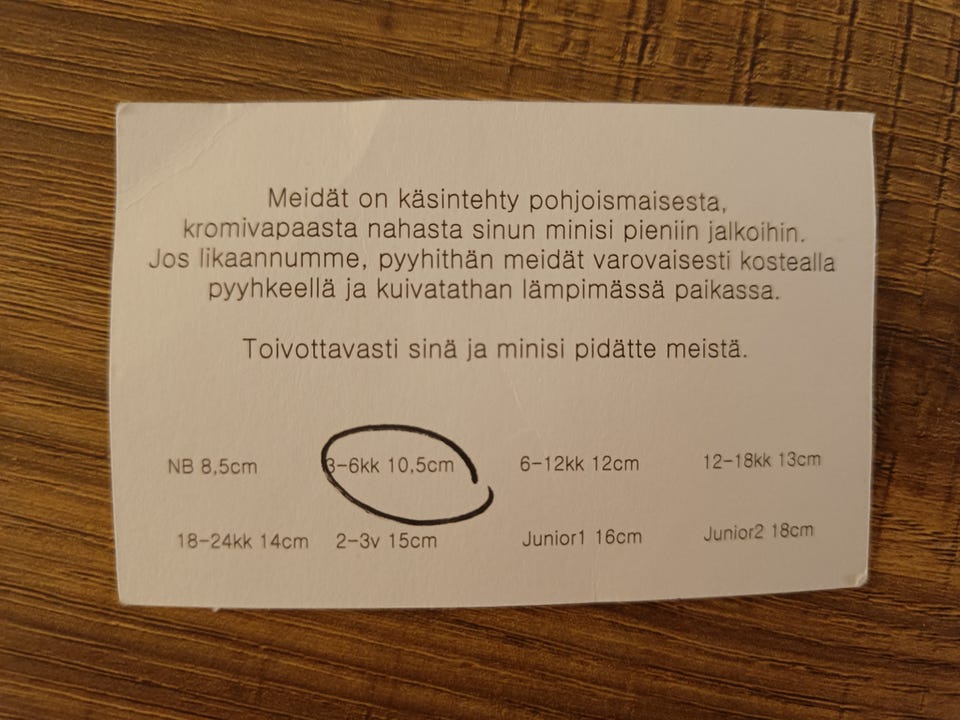 Meidät on käsintehty pohjoismaisesta,
kromivapaasta nahasta sinun minisi pieniin jalkoihin.
Jos likaannumme, pyyhithän meidät varovaisesti kostealla
pyyhkeellä ja kuivatathan lämpimässä paikassa.
Toivottavasti sinä ja minisi pidätte meistä.
NB 8,5cm 3-6kk 10,5cm 6-12kk 12cm 12-18kk 13cm
18-24kk 14cm 2-3v 15cm Junior1 16cm Junior2 18cm